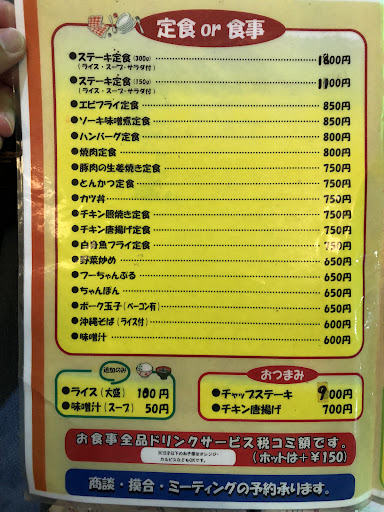 定食 or 食事
●ステーキ定食(300g) 1800円
(ライス・スープ・サラダ付)
●ステーキ定食(150g) 1100円
(ライス・スープ・サラダ付)
●エビフライ定食 850円
●ソーキ味噌煮定食 850円
●ハンバーグ定食 800円
●焼肉定食 800円
●豚肉の生姜焼き定食 750円
●とんかつ定食 750円
●カツ丼 750円
●チキン照焼き定食 750円
●チキン唐揚げ定食 750円
●白身魚フライ定食 750円
●野菜炒め 650円
●フーちゃんぷる 650円
●ちゃんぽん 650円
●ポーク玉子(ベーコン有) 650円
●沖縄そば(ライス付) 600円
●味噌汁 600円
追加のみ
●ライス(大盛) 100円
●味噌汁(スープ) 50円
おつまみ
●チャップステーキ 900円
●チキン唐揚げ 700円
お食事全品ドリンクサービス税コミ額です。
(ホットは+¥150)
商談・摸合・ミーティングの予約承ります。